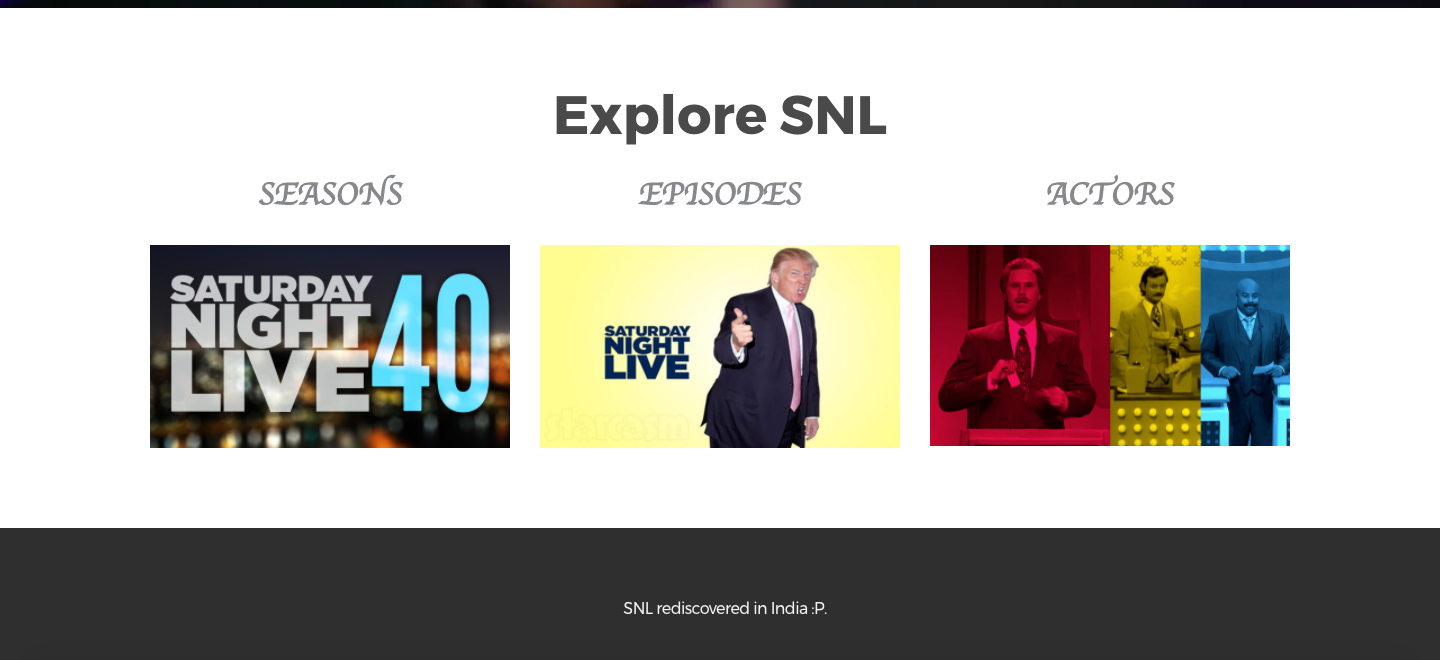 Explore SNL
SEASONS
EPISODES
ACTORS
SATURDAY
NIGHT
LIVE
40
SATURDAY
NIGHT
LIVE
starcasm
SNL rediscovered in India :P.